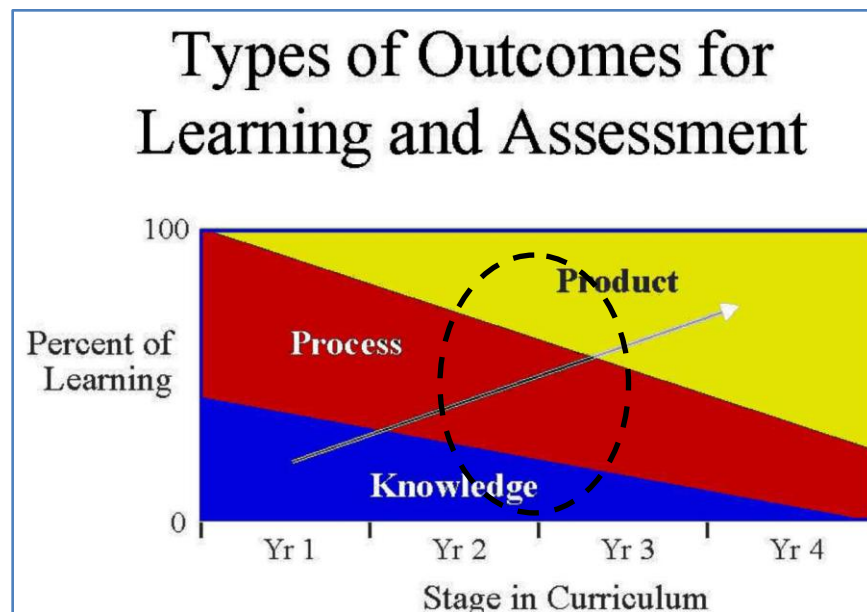 Types of Outcomes for
Learning and Assessment
100
Product
Process
Percent of
Learning
Knowledge
0
Yr 1 Yr 2 Yr 3 Yr 4
Stage in Curriculum